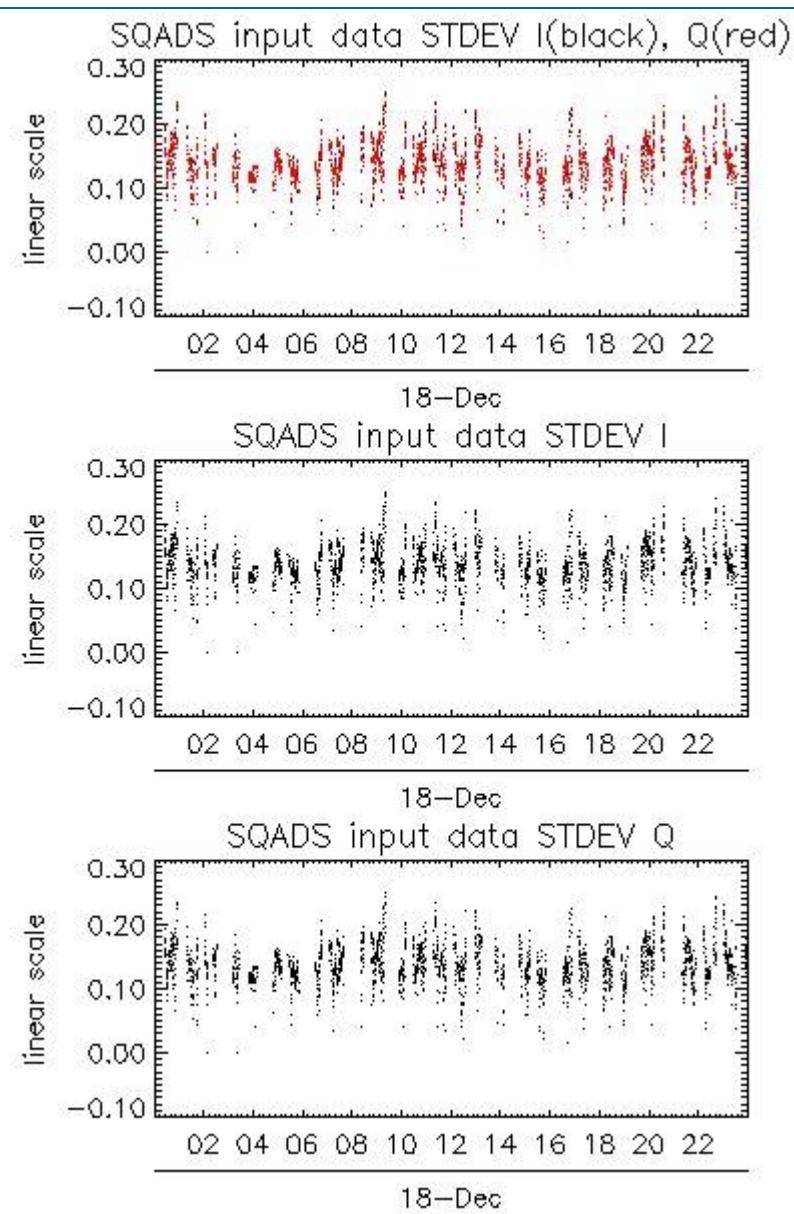 SQADS input data STDEV I(black), Q(red)
0.30
0.20
0.10
0.00
-0.10
linear scale
02 04 06 08 10 12 14 16 18 20 22
18-Dec
SQADS input data STDEV I
0.30
0.20
0.10
0.00
-0.10
linear scale
02 04 06 08 10 12 14 16 18 20 22
18-Dec
SQADS input data STDEV Q
0.30
0.20
0.10
0.00
-0.10
linear scale
02 04 06 08 10 12 14 16 18 20 22
18-Dec